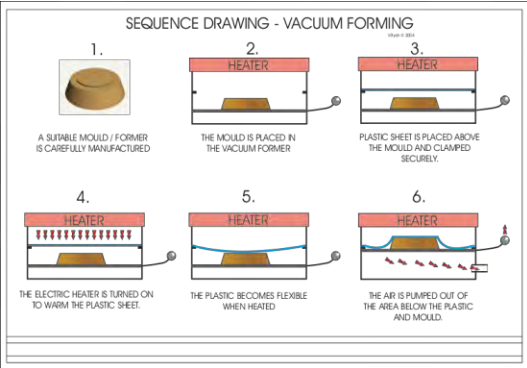 SEQUENCE DRAWING - VACUUM FORMING
1.
2.
3.
HEATER
HEATER
A SUITABLE MOULD / FORMER
IS CAREFULLY MANUFACTURED
THE MOULD IS PLACED IN
THE VACUUM FORMER
PLASTIC SHEET IS PLACED ABOVE
THE MOULD AND CLAMPED
SECURELY.
4.
5.
6.
HEATER
HEATER
HEATER
THE ELECTRIC HEATER IS TURNED ON
TO WARM THE PLASTIC SHEET.
THE PLASTIC BECOMES FLEXIBLE
WHEN HEATED
THE AIR IS PUMPED OUT OF
THE AREA BELOW THE PLASTIC
AND MOULD.